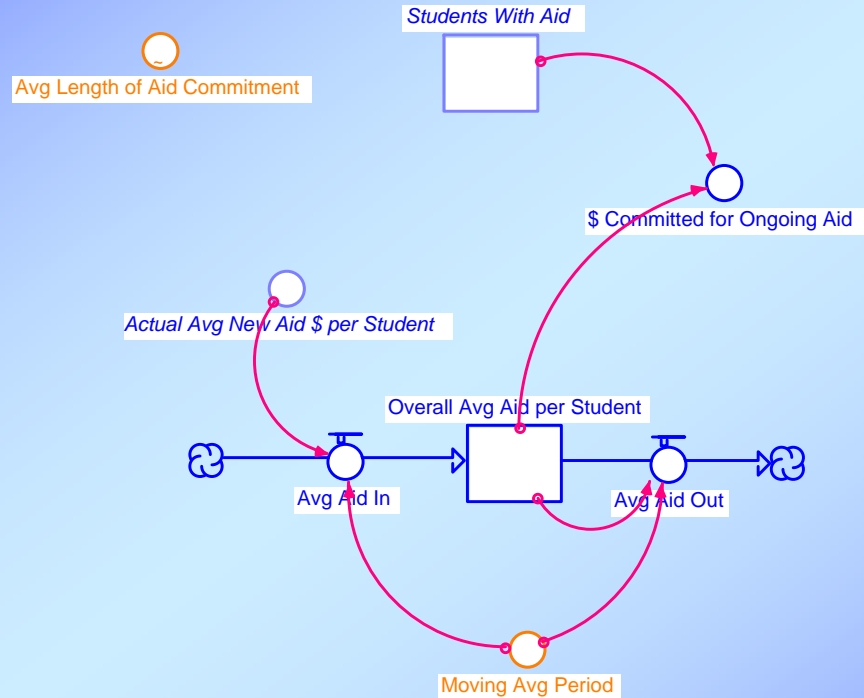 Students With Aid
~
Avg Length of Aid Commitment
$ Committed for Ongoing Aid
Actual Avg New Aid $ per Student
Overall Avg Aid per Student
Avg Aid In
Avg Aid Out
Moving Avg Period